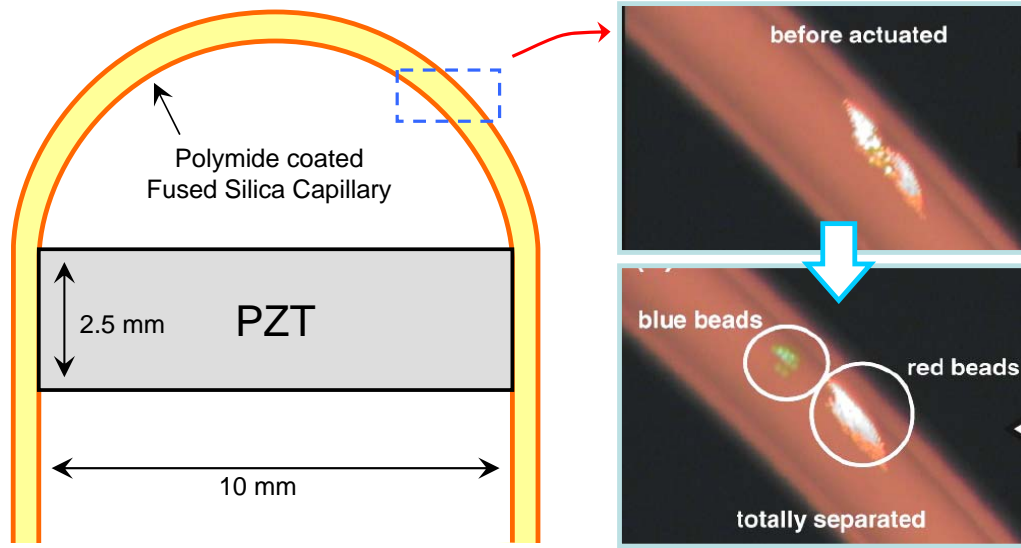 Polymide coated
Fused Silica Capillary
2.5 mm
PZT
10 mm
before actuated
blue beads
red beads
totally separated